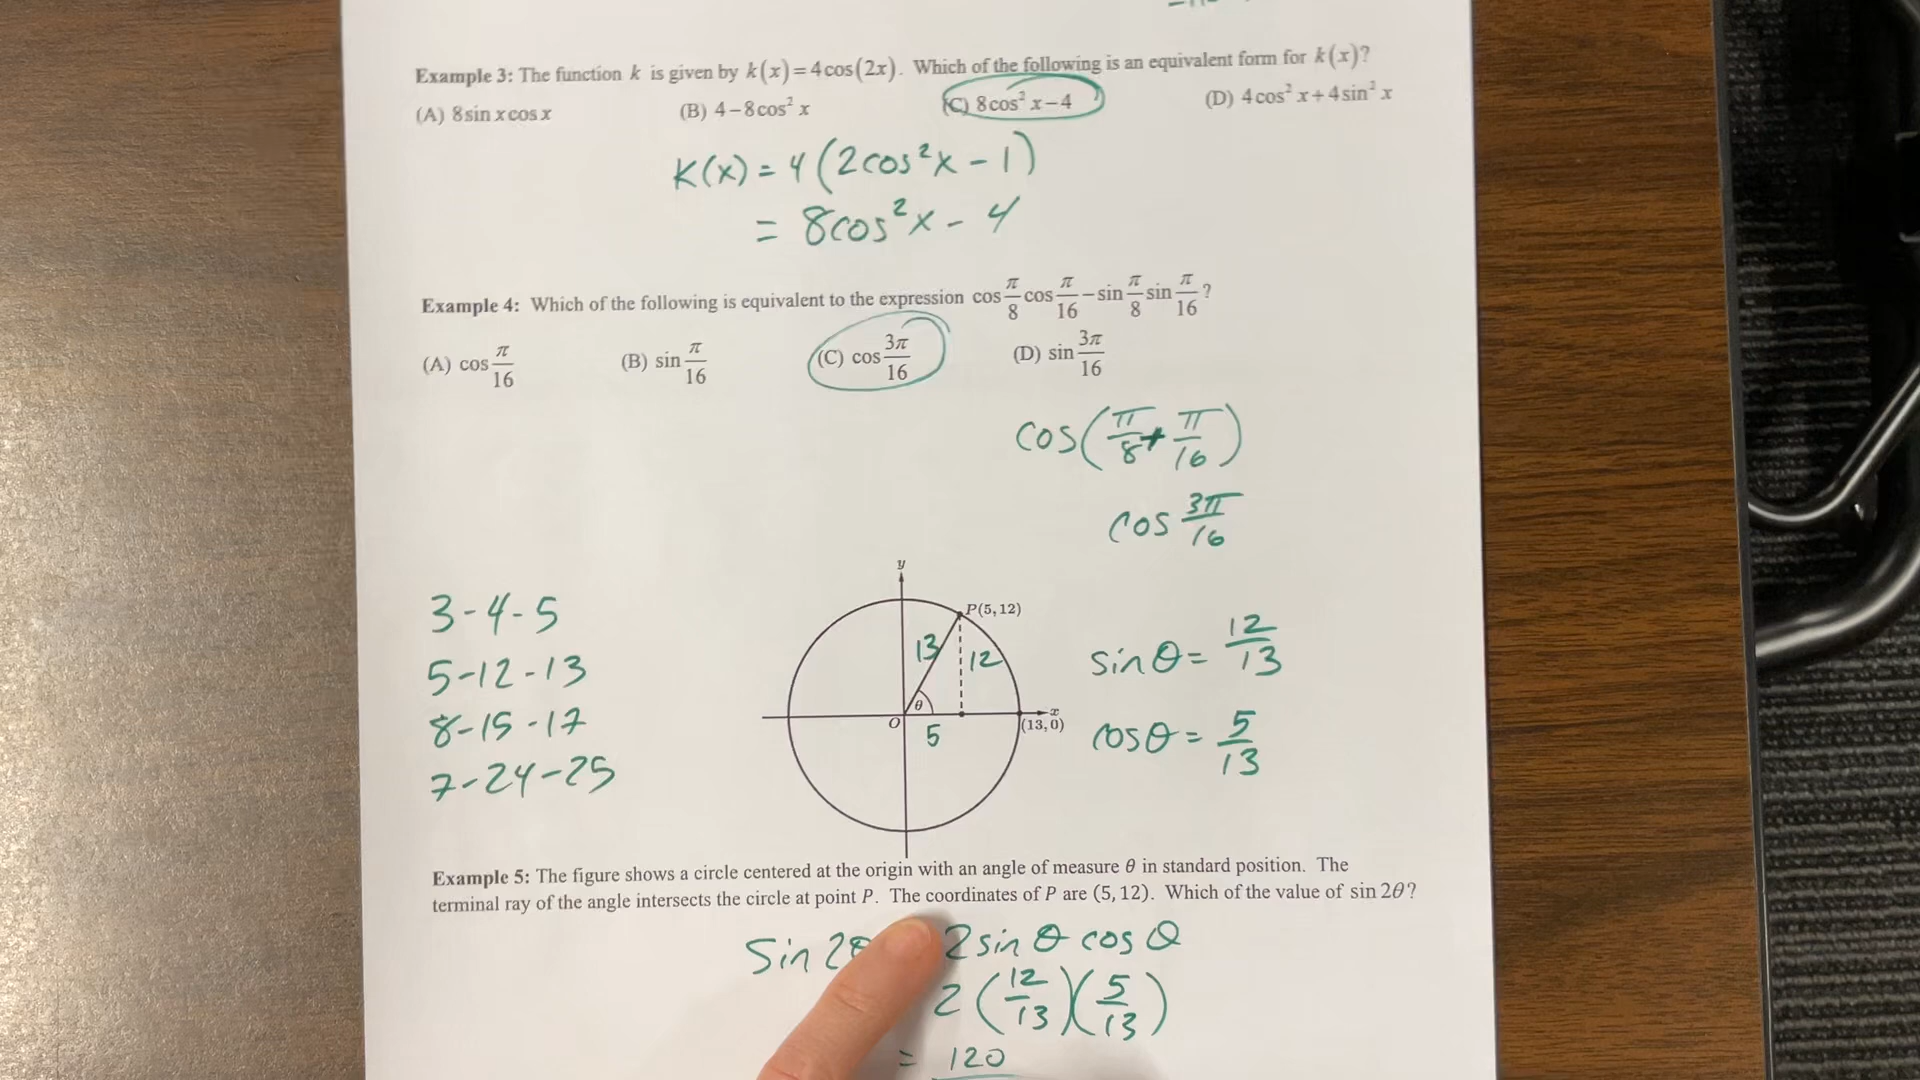 Example 3: The function k is given by k(x)=4cos(2x). Which of the following is an equivalent form for k(x)?
(A) 8sin x cos x (B) 4−8cos² x (C) 8cos² x−4 (D) 4cos² x+4sin² x
K(x) = 4(2cos²x - 1)
= 8cos²x - 4
Example 4: Which of the following is equivalent to the expression cos π/8 cos π/16 − sin π/8 sin π/16?
(A) cos π/16 (B) sin π/16 (C) cos 3π/16 (D) sin 3π/16
cos(π/8 + π/16)
cos 3π/16
3-4-5
5-12-13
8-15-17
7-24-25
y
P(5,12)
13
12
θ
O
x
(13,0)
5
sinθ = 12/13
cosθ = 5/13
Example 5: The figure shows a circle centered at the origin with an angle of measure θ in standard position. The
terminal ray of the angle intersects the circle at point P. The coordinates of P are (5,12). Which of the value of sin 2θ?
Sin 2θ 2sin θ cos θ
2(12/13)(5/13)
= 120